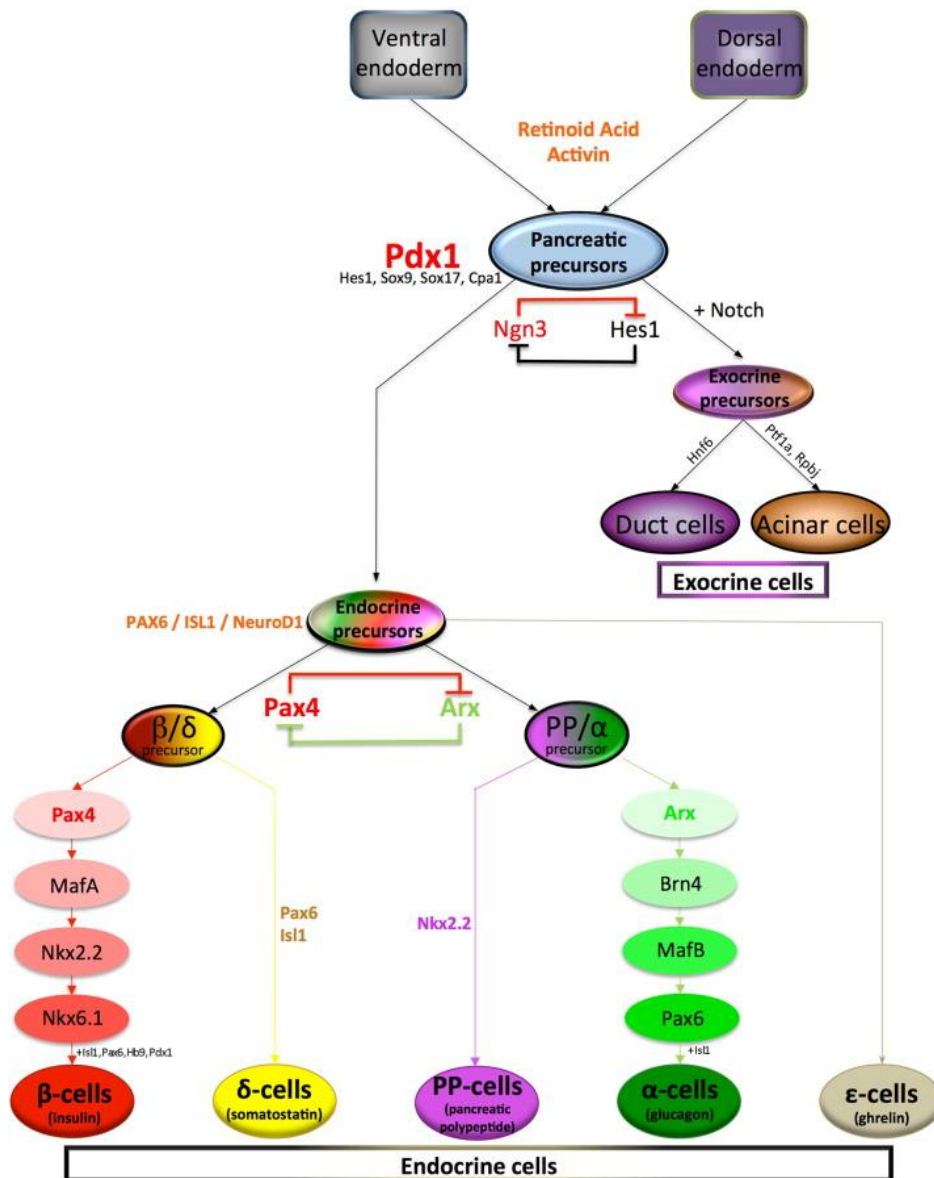 Ventral
endoderm
Dorsal
endoderm
Retinoid Acid
Activin
Pancreatic
precursors
Pdx1
Hes1, Sox9, Sox17, Cpa1
Ngn3
Hes1
+ Notch
Exocrine
precursors
Hnf6
Ptf1a, Rpbj
Duct cells
Acinar cells
Exocrine cells
PAX6 / ISL1 / NeuroD1
Endocrine
precursors
Pax4
Arx
β/δ
precursor
PP/α
precursor
Pax4
MafA
Nkx2.2
Nkx6.1
+Isl1,Pax6,Hb9,Pdx1
Pax6
Isl1
Nkx2.2
Arx
Brn4
MafB
Pax6
+Isl1
β-cells
(insulin)
δ-cells
(somatostatin)
PP-cells
(pancreatic
polypeptide)
α-cells
(glucagon)
ε-cells
(ghrelin)
Endocrine cells